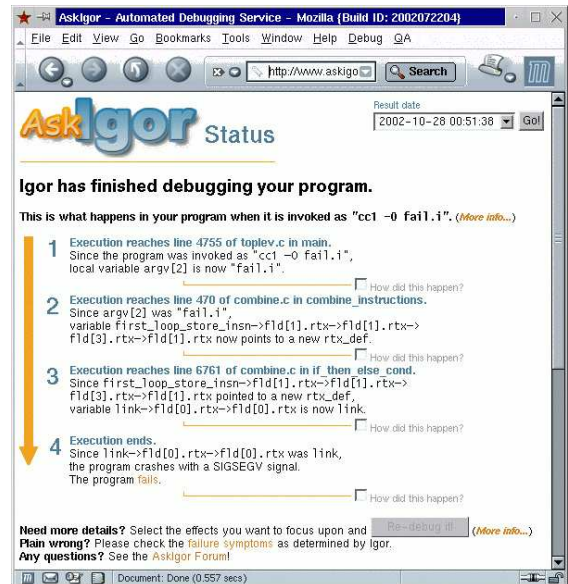 AskIgor - Automated Debugging Service - Mozilla {Build ID: 2002072204}
File Edit View Go Bookmarks Tools Window Help Debug QA
http://www.askigo Search
AskIgor Status
Result date
2002-10-28 00:51:38 Go!
Igor has finished debugging your program.
This is what happens in your program when it is invoked as "cc1 -O fail.i". (More info...)
1 Execution reaches line 4755 of toplev.c in main.
Since the program was invoked as "cc1 -O fail.i",
local variable argv[2] is now "fail.i".
How did this happen?
2 Execution reaches line 470 of combine.c in combine_instructions.
Since argv[2] was "fail.i",
variable first_loop_store_insn->fld[1].rtx->fld[1].rtx->
fld[3].rtx->fld[1].rtx now points to a new rtx_def.
How did this happen?
3 Execution reaches line 6761 of combine.c in if_then_else_cond.
Since first_loop_store_insn->fld[1].rtx->fld[1].rtx->
fld[3].rtx->fld[1].rtx pointed to a new rtx_def,
variable link->fld[0].rtx->fld[0].rtx is now link.
How did this happen?
4 Execution ends.
Since link->fld[0].rtx->fld[0].rtx was link,
the program crashes with a SIGSEGV signal.
The program fails.
How did this happen?
Need more details? Select the effects you want to focus upon and Re-debug it! (More info...)
Plain wrong? Please check the failure symptoms as determined by Igor.
Any questions? See the AskIgor Forum!
Document: Done (0.557 secs)